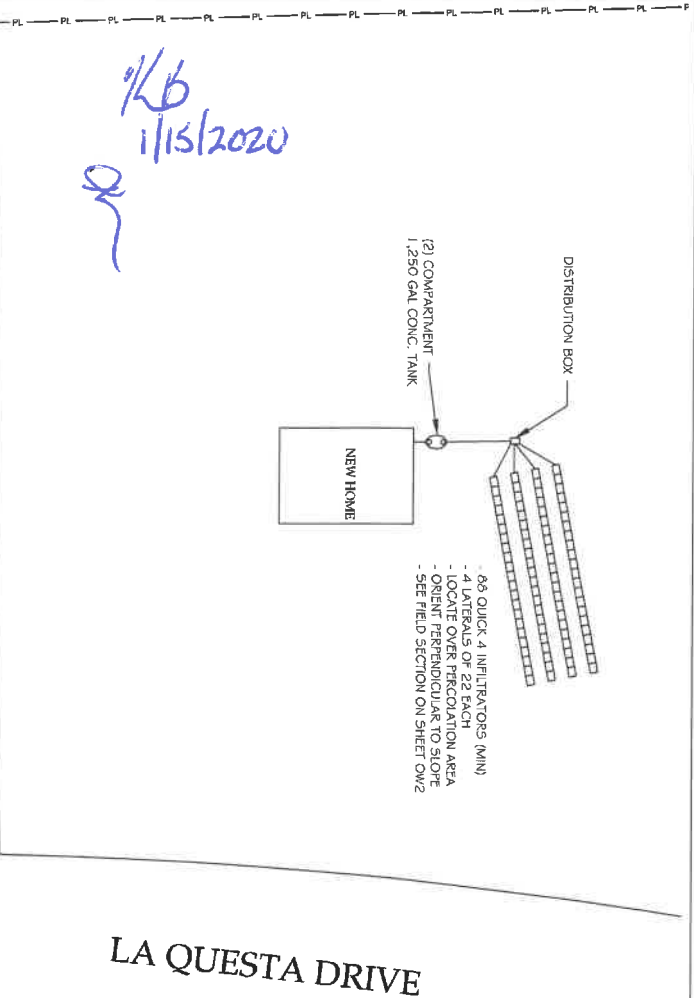 PL PL PL PL PL PL PL PL PL PL PL PL PL
1/15/2020
DISTRIBUTION BOX
(2) COMPARTMENT
1,250 GAL CONC. TANK
NEW HOME
- 88 QUICK 4 INFILTRATORS (MIN)
- 4 LATERALS OF 22 EACH
- LOCATE OVER PERCOLATION AREA
- ORIENT PERPENDICULAR TO SLOPE
- SEE FIELD SECTION ON SHEET OW2
LA QUESTA DRIVE